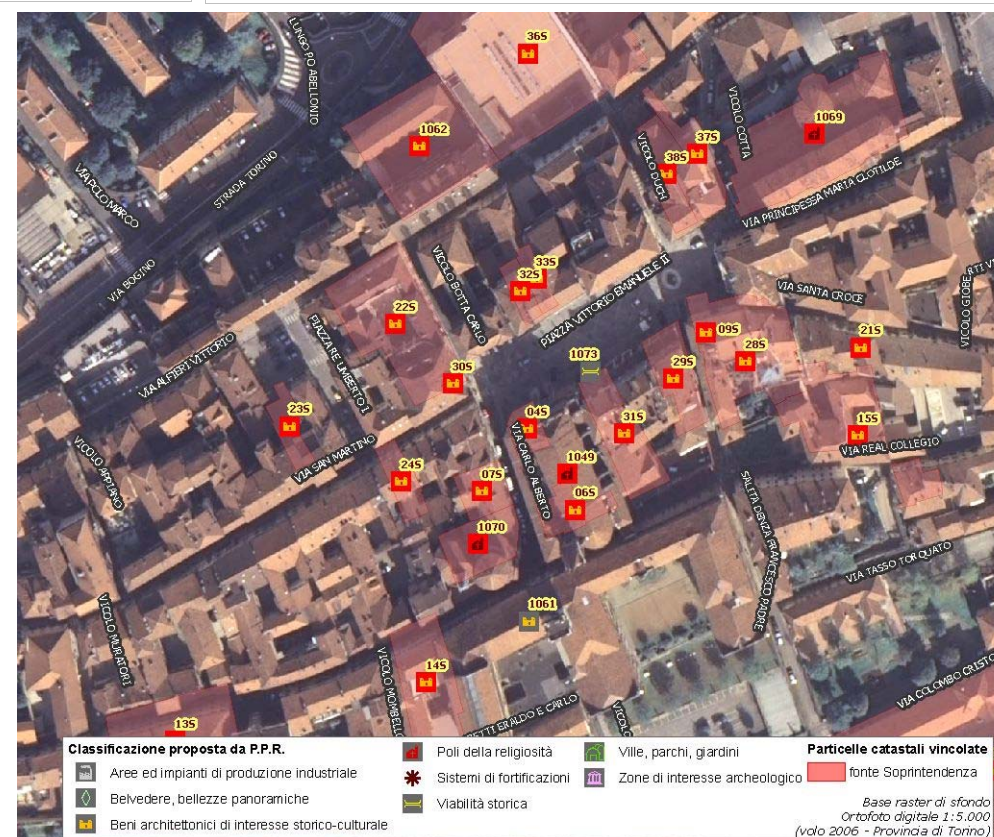 36S
LUNGO PO ABELLONIO
1062
VICOLO COTTA
1069
37S
38S
VICOLO DUCH
VIA PRINCIPESSA MARIA CLOTILDE
VIA POLO MARCO
STRADA TORINO
VIA BOGINO
33S
32S
PIAZZA VITTORIO EMANUELE II
VIA SANTA CROCE
VICOLO BOTTA CARLO
22S
PIAZZA RE UMBERTO I
VIA ALFIERI VITTORIO
09S
28S
21S
1073
29S
30S
23S
04S
31S
15S
VIA REAL COLLEGIO
VIA SAN MARTINO
VICOLO APPIANO
VIA CARLO ALBERTO
24S
07S
1049
06S
SALITA DENZA FRANCESCO PADRE
1070
VIA TASSO TORQUATO
1061
VICOLO MURATORI
14S
VIA COLOMBO CRISTO
ETTI ERALDO E CARLO
VICOLO
13S
Classificazione proposta da P.P.R.
Aree ed impianti di produzione industriale
Belvedere, bellezze panoramiche
Beni architettonici di interesse storico-culturale
Poli della religiosità
Sistemi di fortificazioni
Viabilità storica
Ville, parchi, giardini
Zone di interesse archeologico
Particelle catastali vincolate
fonte Soprintendenza
Base raster di sfondo
Ortofoto digitale 1:5.000
(volo 2006 - Provincia di Torino)